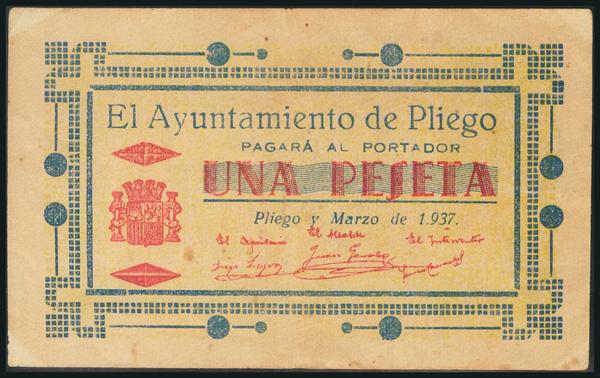 El Ayuntamiento de Pliego
PAGARÁ AL PORTADOR
UNA PESETA
Pliego y Marzo de 1.937.
El Depositario El Alcalde El Interventor